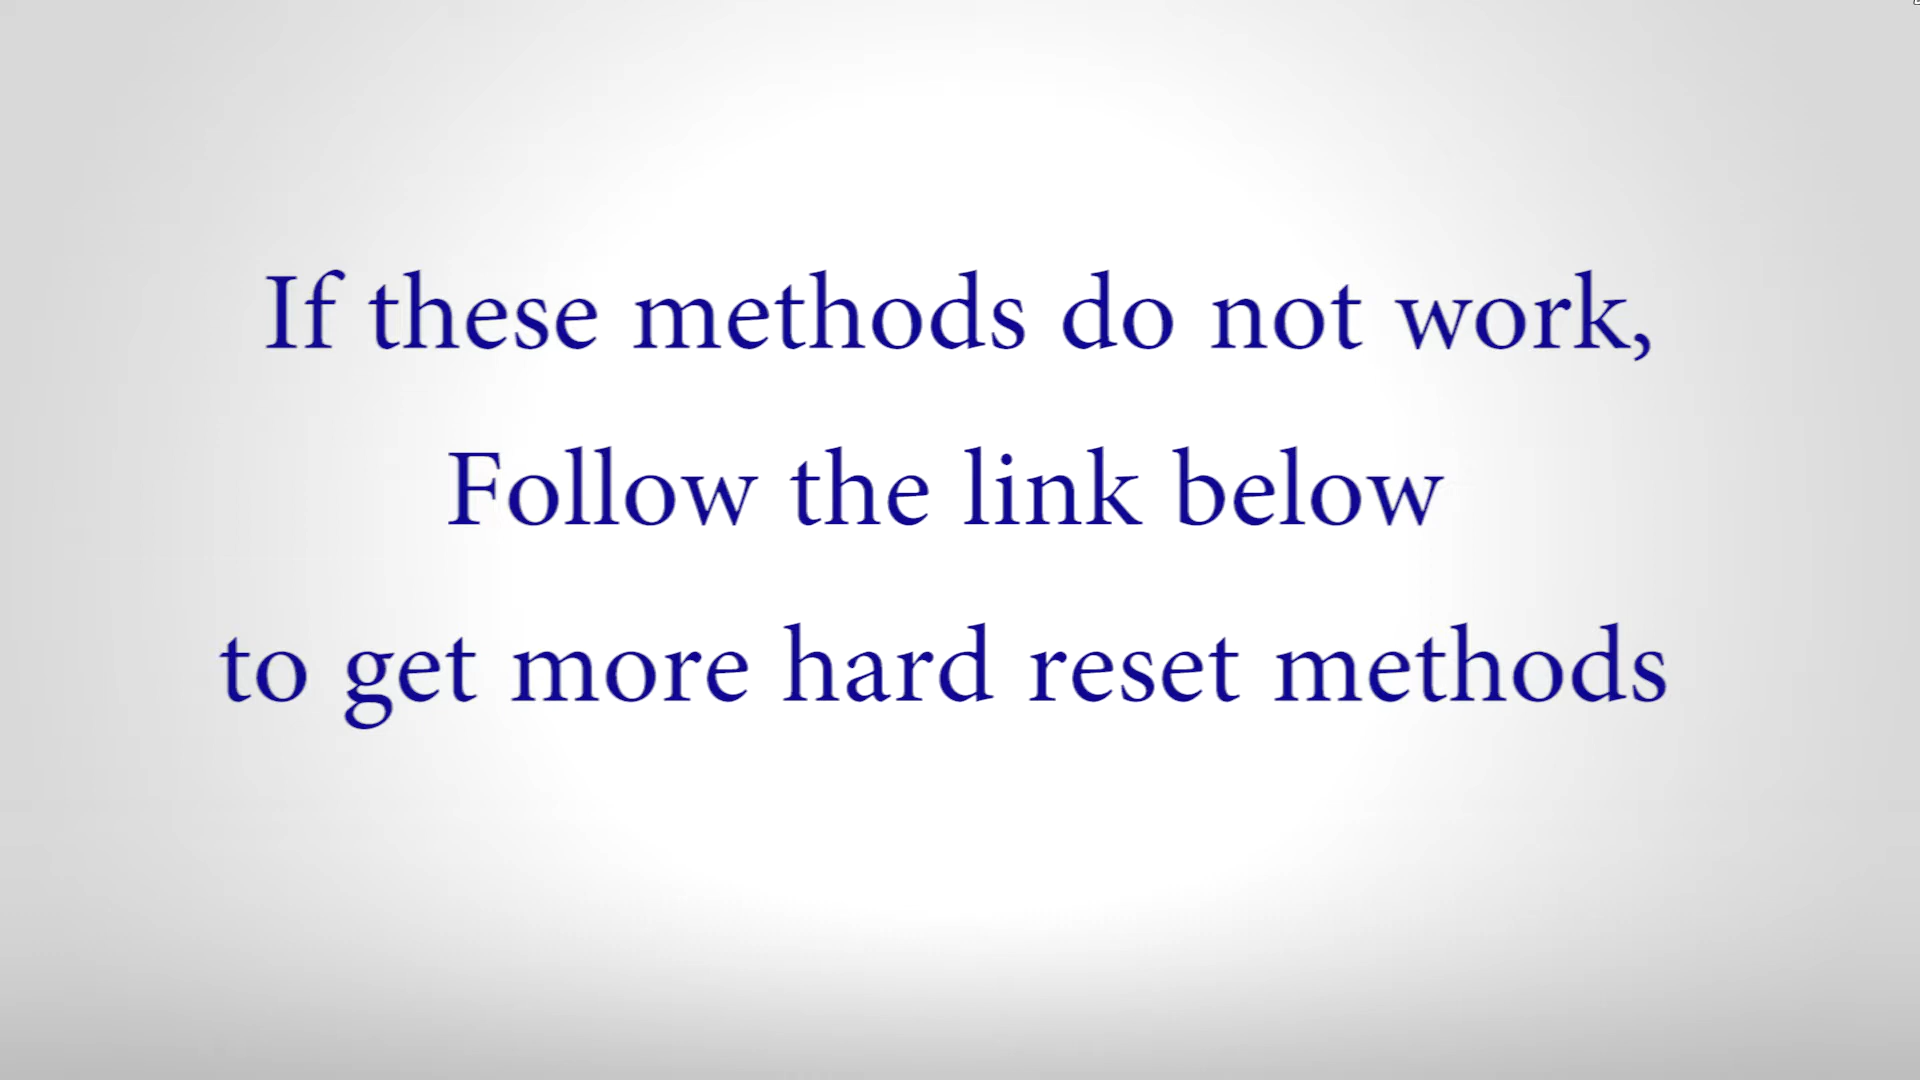 If these methods do not work,
Follow the link below
to get more hard reset methods